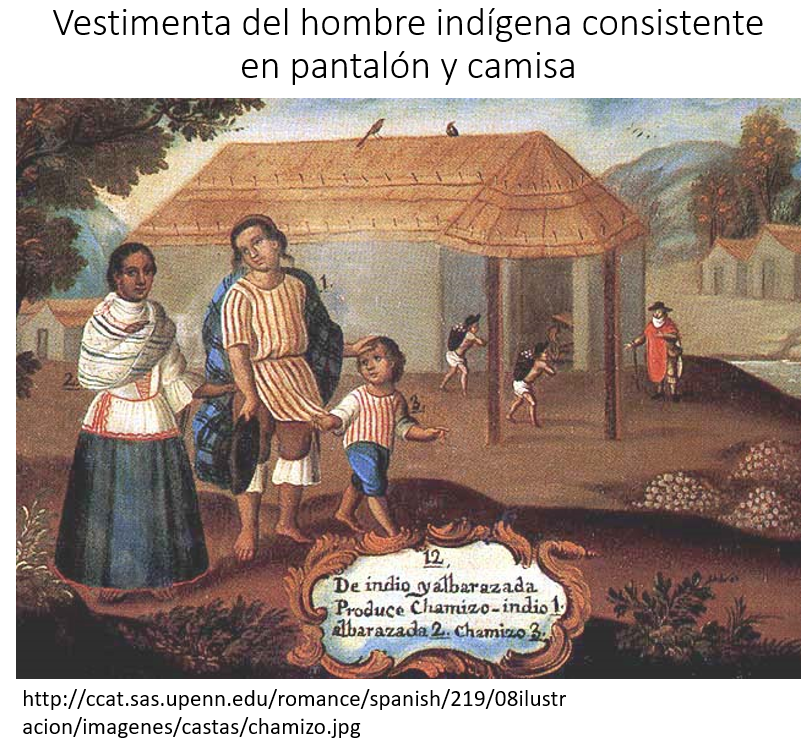 Vestimenta del hombre indígena consistente
en pantalón y camisa
1.
2.
3.
12.
De indio y albarazada
Produce Chamizo-indio 1.
albarazada 2. Chamizo 3.
http://ccat.sas.upenn.edu/romance/spanish/219/08ilustr
acion/imagenes/castas/chamizo.jpg